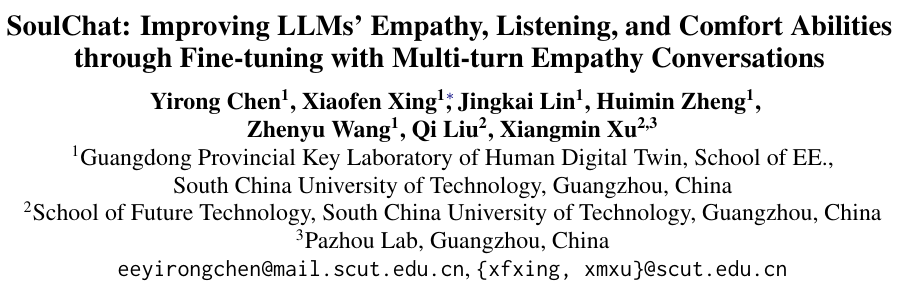 SoulChat: Improving LLMs' Empathy, Listening, and Comfort Abilities
through Fine-tuning with Multi-turn Empathy Conversations
Yirong Chen¹, Xiaofen Xing¹*, Jingkai Lin¹, Huimin Zheng¹,
Zhenyu Wang¹, Qi Liu², Xiangmin Xu²,³
¹Guangdong Provincial Key Laboratory of Human Digital Twin, School of EE.,
South China University of Technology, Guangzhou, China
²School of Future Technology, South China University of Technology, Guangzhou, China
³Pazhou Lab, Guangzhou, China
eeyirongchen@mail.scut.edu.cn, {xfxing, xmxu}@scut.edu.cn